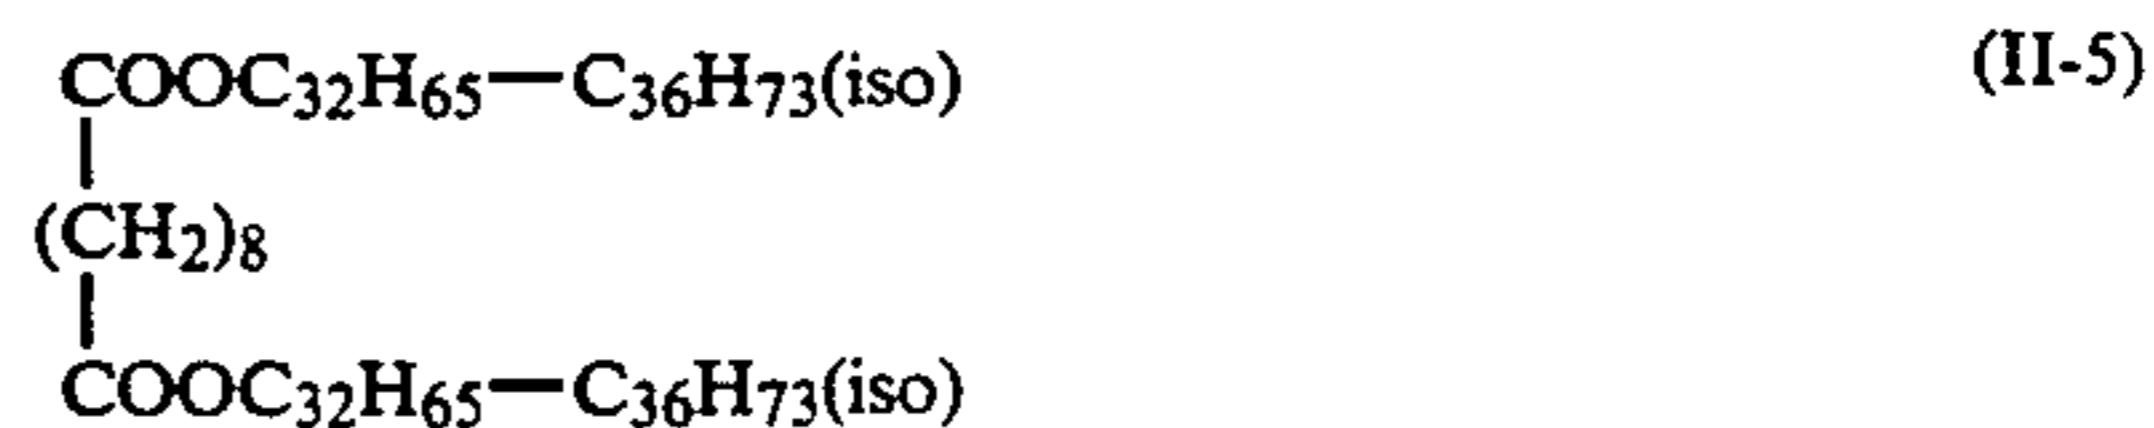 COOC32H65—C36H73(iso) (II-5)
(CH2)8
COOC32H65—C36H73(iso)